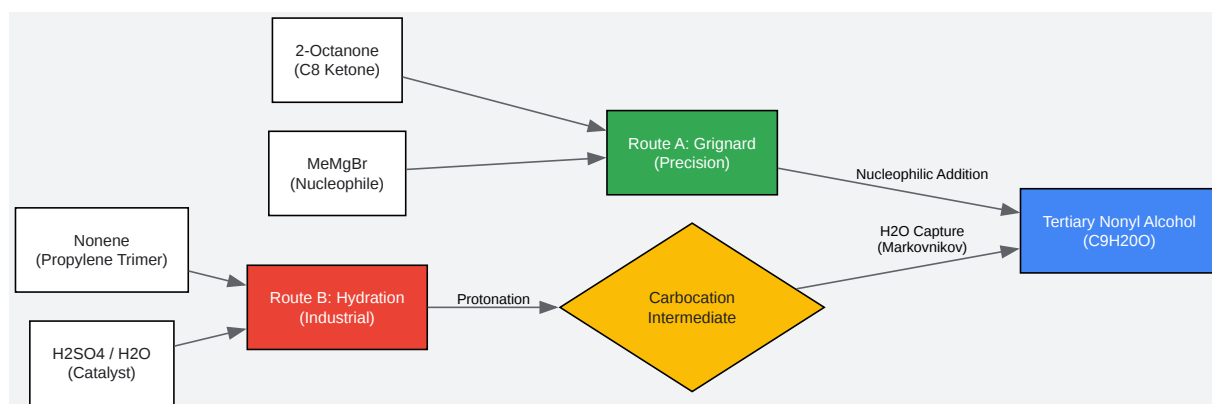 2-Octanone
(C8 Ketone)
MeMgBr
(Nucleophile)
Route A: Grignard
(Precision)
Nucleophilic Addition
Nonene
(Propylene Trimer)
H2SO4 / H2O
(Catalyst)
Route B: Hydration
(Industrial)
Protonation
Carbocation
Intermediate
H2O Capture
(Markovnikov)
Tertiary Nonyl Alcohol
(C9H20O)